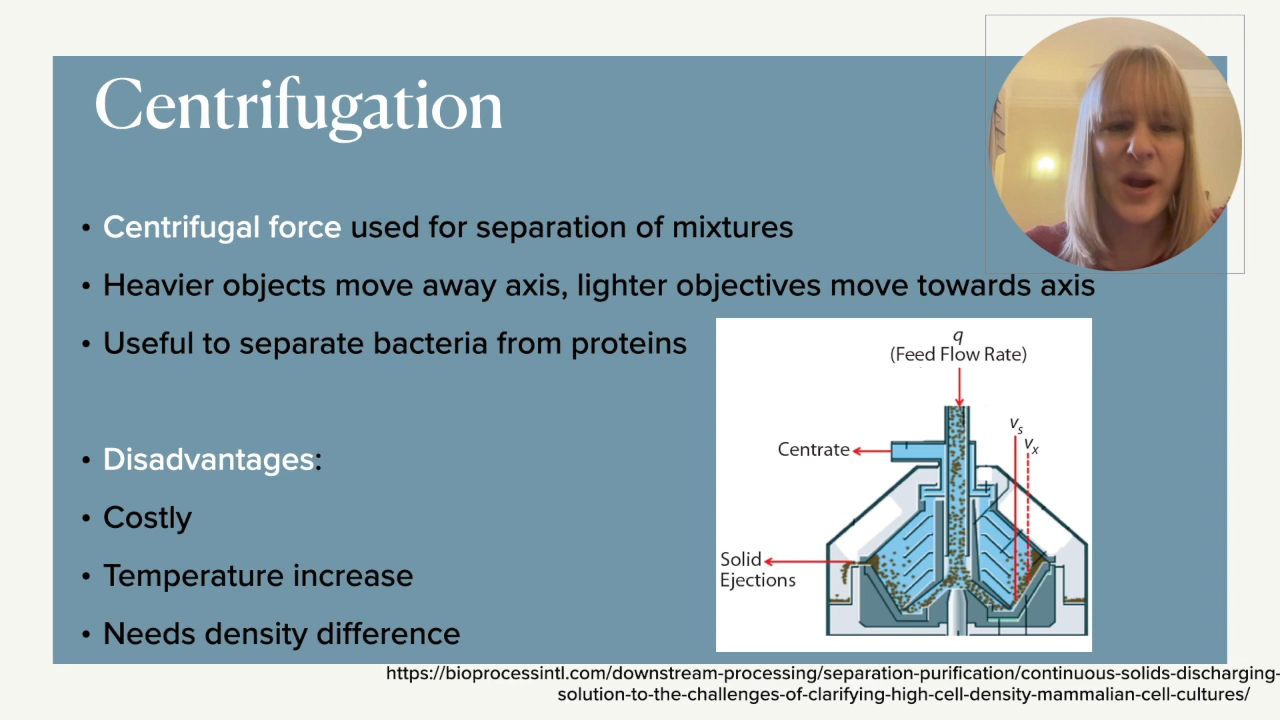 Centrifugation
• Centrifugal force used for separation of mixtures
• Heavier objects move away axis, lighter objectives move towards axis
• Useful to separate bacteria from proteins
• Disadvantages:
• Costly
• Temperature increase
• Needs density difference
q
(Feed Flow Rate)
vs
vx
Centrate
Solid
Ejections
https://bioprocessintl.com/downstream-processing/separation-purification/continuous-solids-discharging-
solution-to-the-challenges-of-clarifying-high-cell-density-mammalian-cell-cultures/